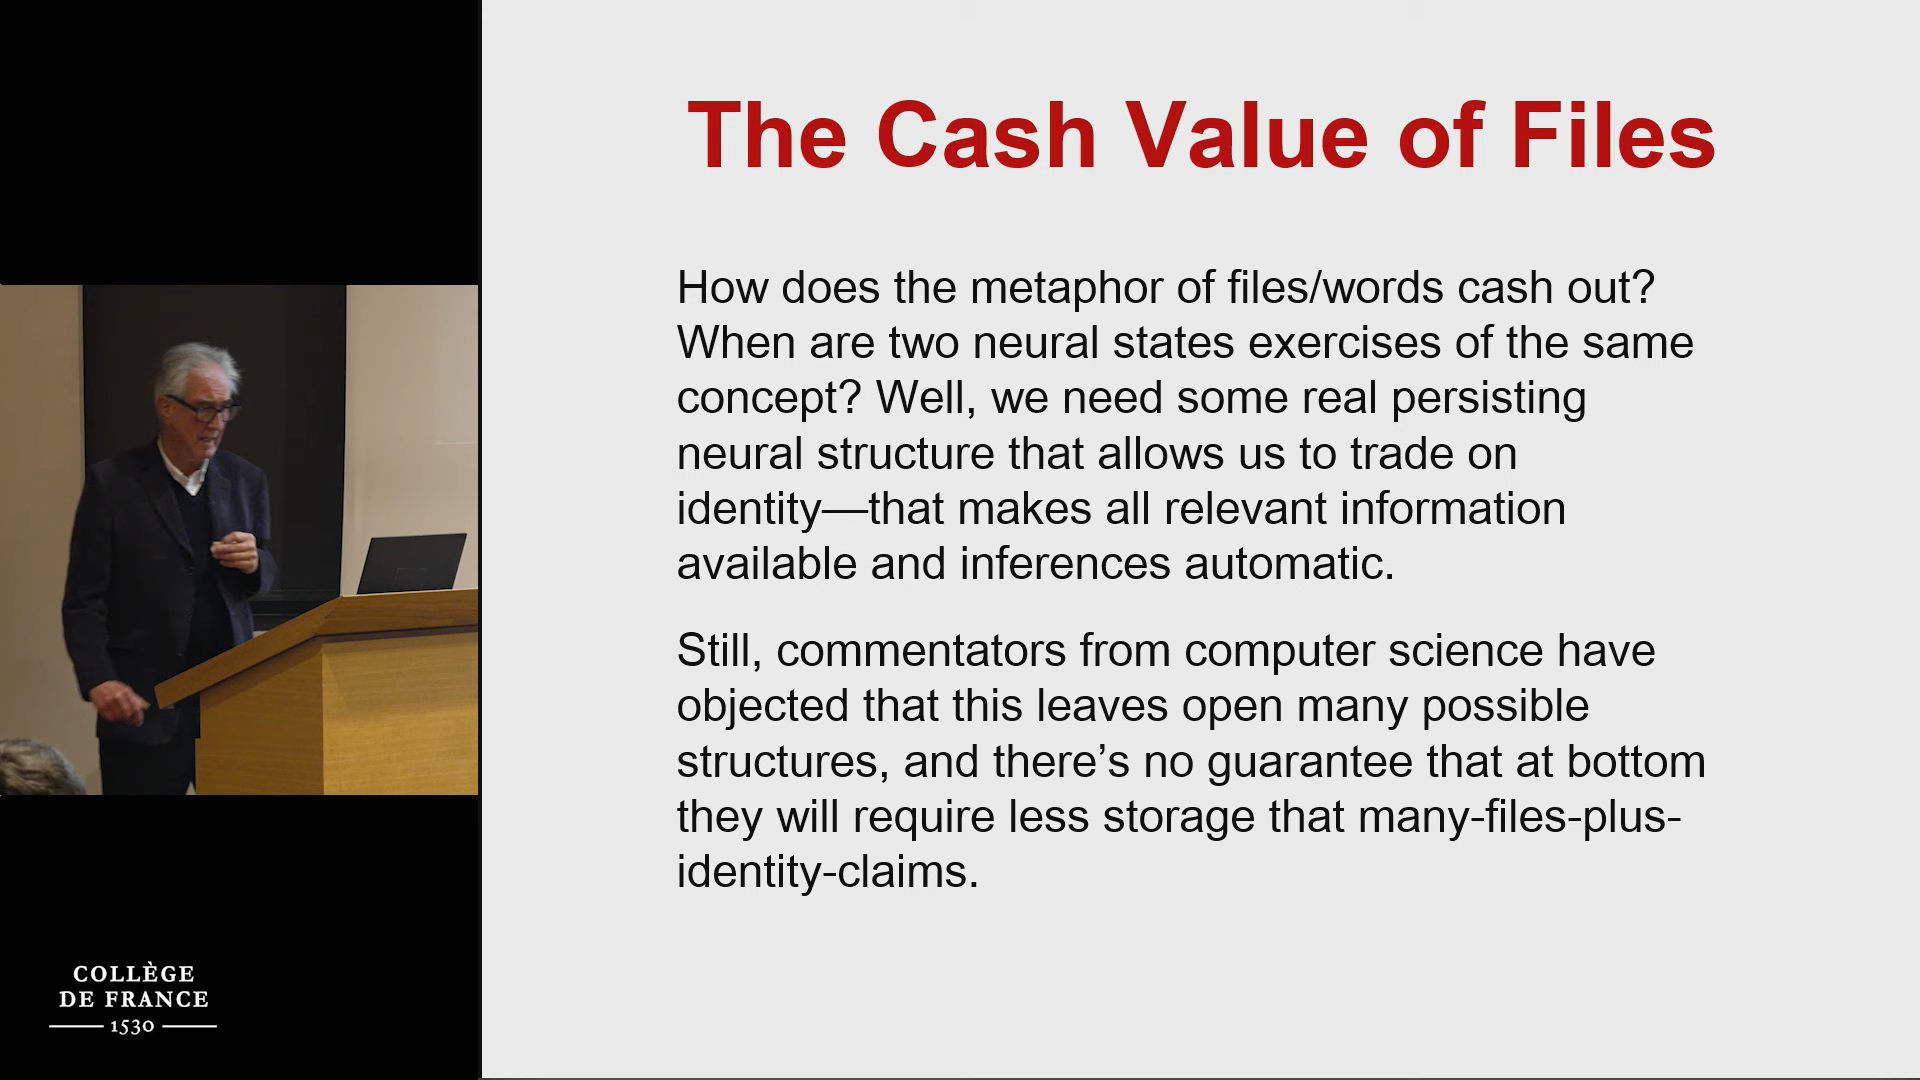 The Cash Value of Files
How does the metaphor of files/words cash out?
When are two neural states exercises of the same
concept? Well, we need some real persisting
neural structure that allows us to trade on
identity—that makes all relevant information
available and inferences automatic.
Still, commentators from computer science have
objected that this leaves open many possible
structures, and there’s no guarantee that at bottom
they will require less storage that many-files-plus-
identity-claims.
COLLÈGE
DE FRANCE
1530